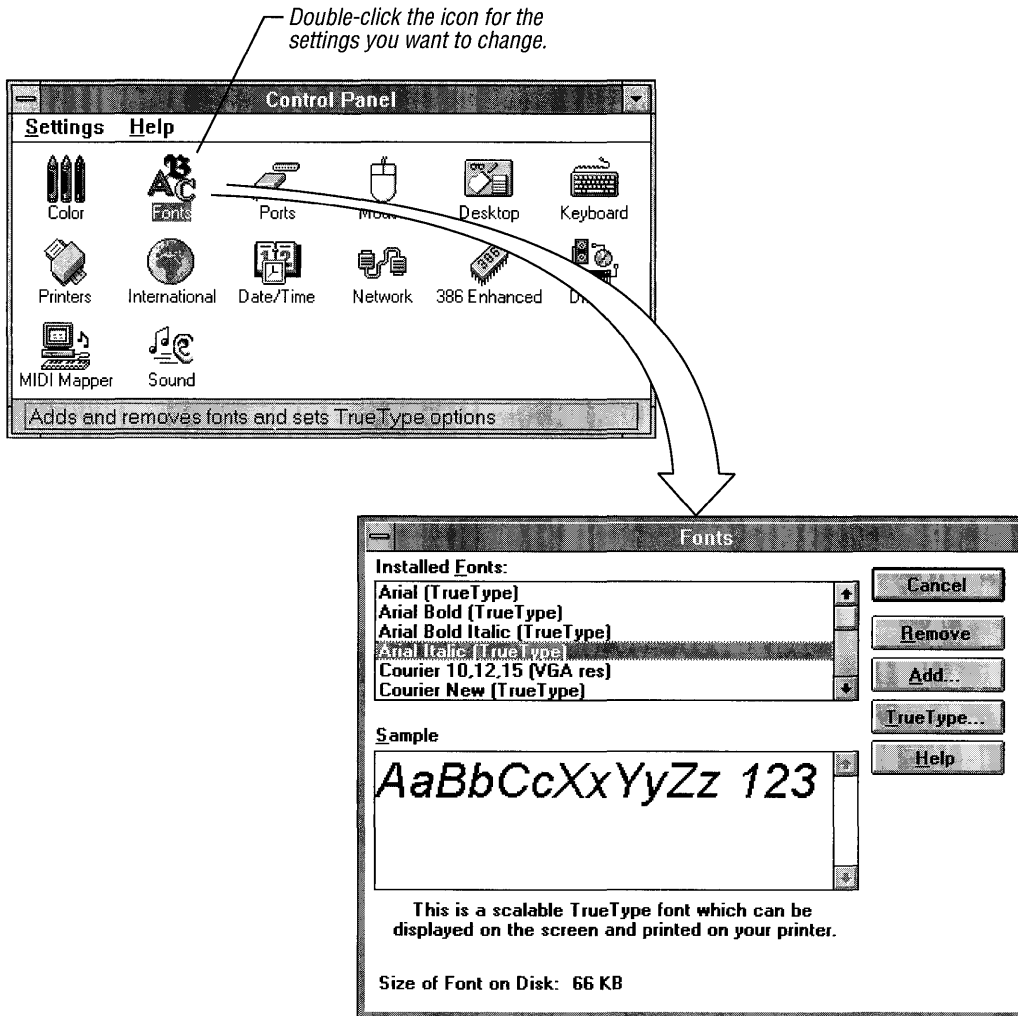 Double-click the icon for the
settings you want to change.
Control Panel
Settings Help
Color Fonts Ports Desktop Keyboard
Printers International Date/Time Network 386 Enhanced
MIDI Mapper Sound
Adds and removes fonts and sets TrueType options
Fonts
Installed Fonts:
Arial (TrueType)
Arial Bold (TrueType)
Arial Bold Italic (TrueType)
Arial Italic (TrueType)
Courier 10,12,15 (VGA res)
Courier New (TrueType)
Cancel
Remove
Add...
TrueType...
Help
Sample
AaBbCcXxYyZz 123
This is a scalable TrueType font which can be
displayed on the screen and printed on your printer.
Size of Font on Disk: 66 KB